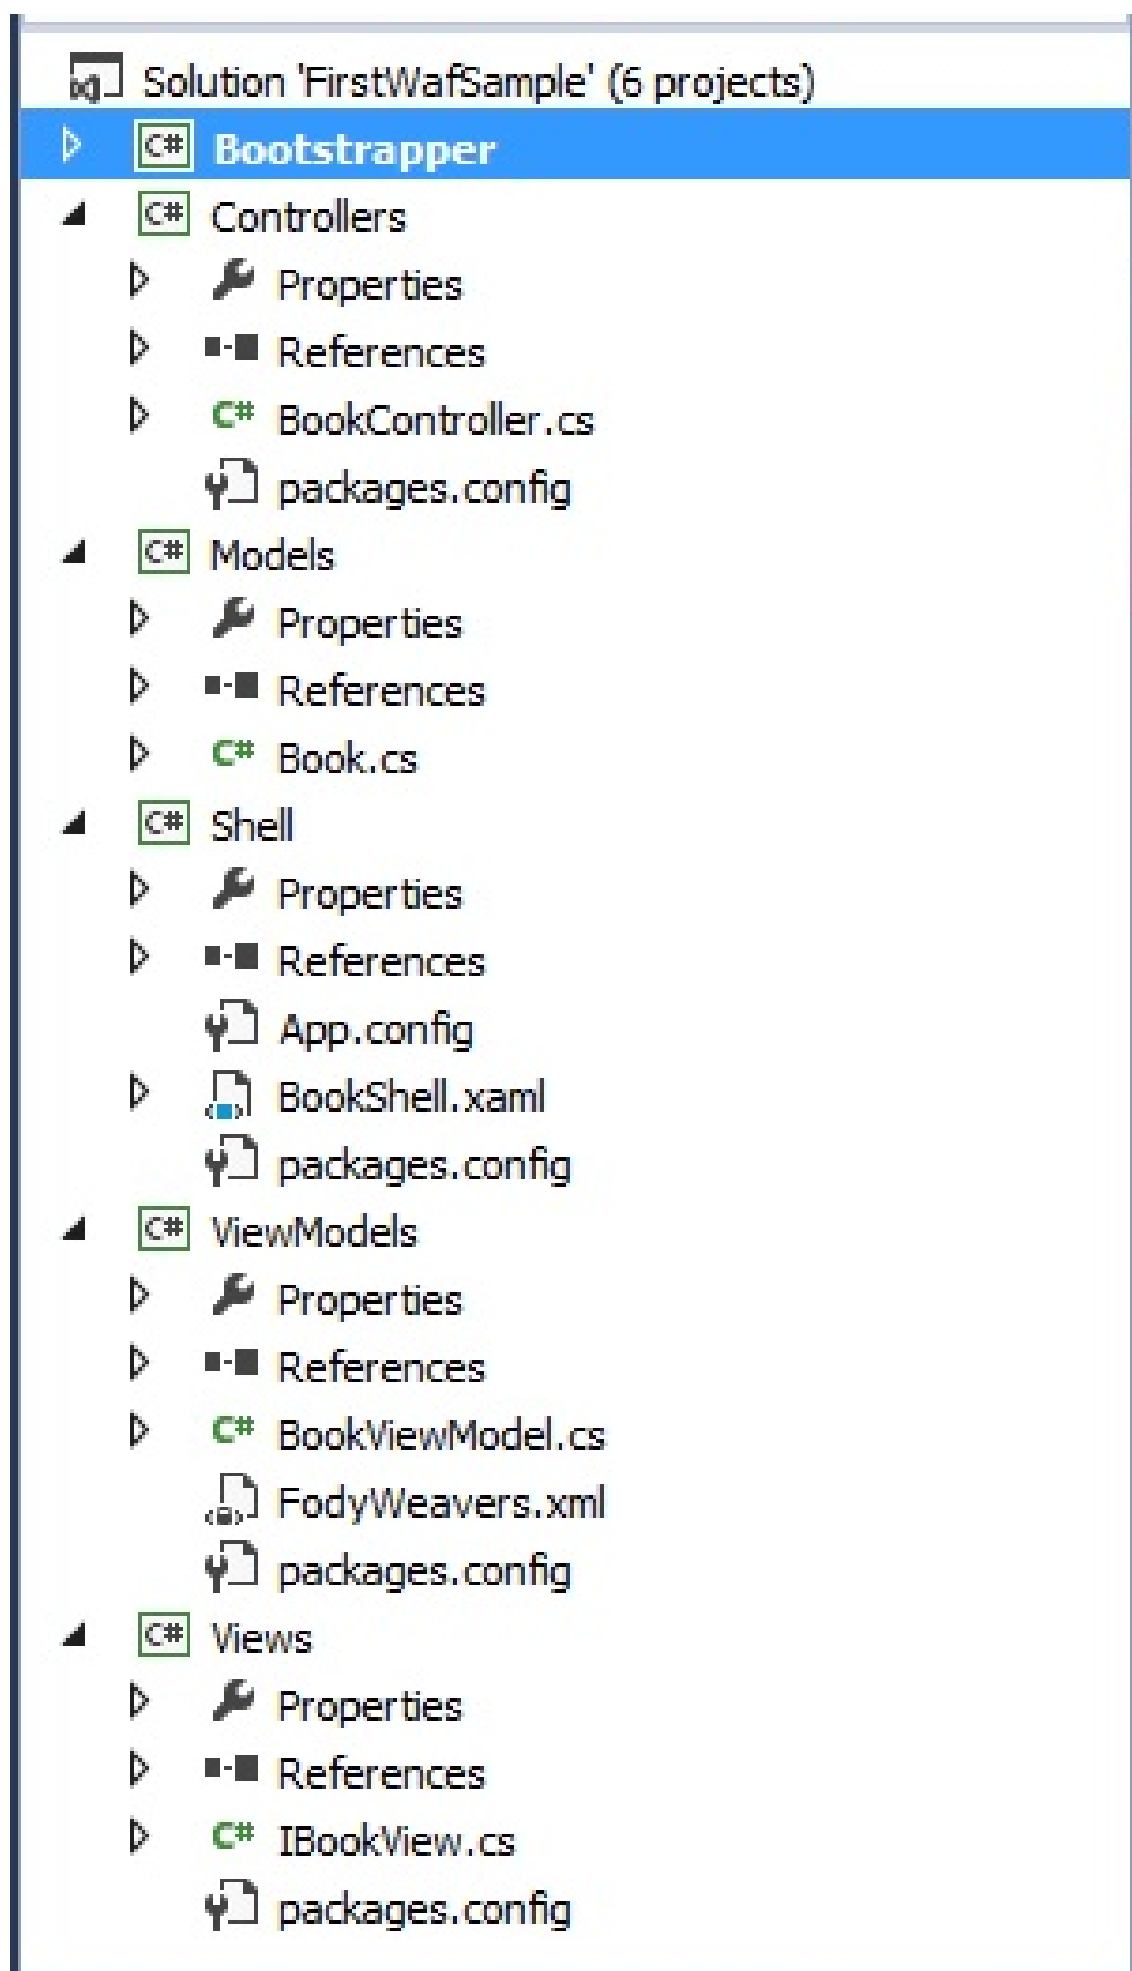 Solution 'FirstWafSample' (6 projects)
C# Bootstrapper
C# Controllers
Properties
References
C# BookController.cs
packages.config
C# Models
Properties
References
C# Book.cs
C# Shell
Properties
References
App.config
BookShell.xaml
packages.config
C# ViewModels
Properties
References
C# BookViewModel.cs
FodyWeavers.xml
packages.config
C# Views
Properties
References
C# IBookView.cs
packages.config